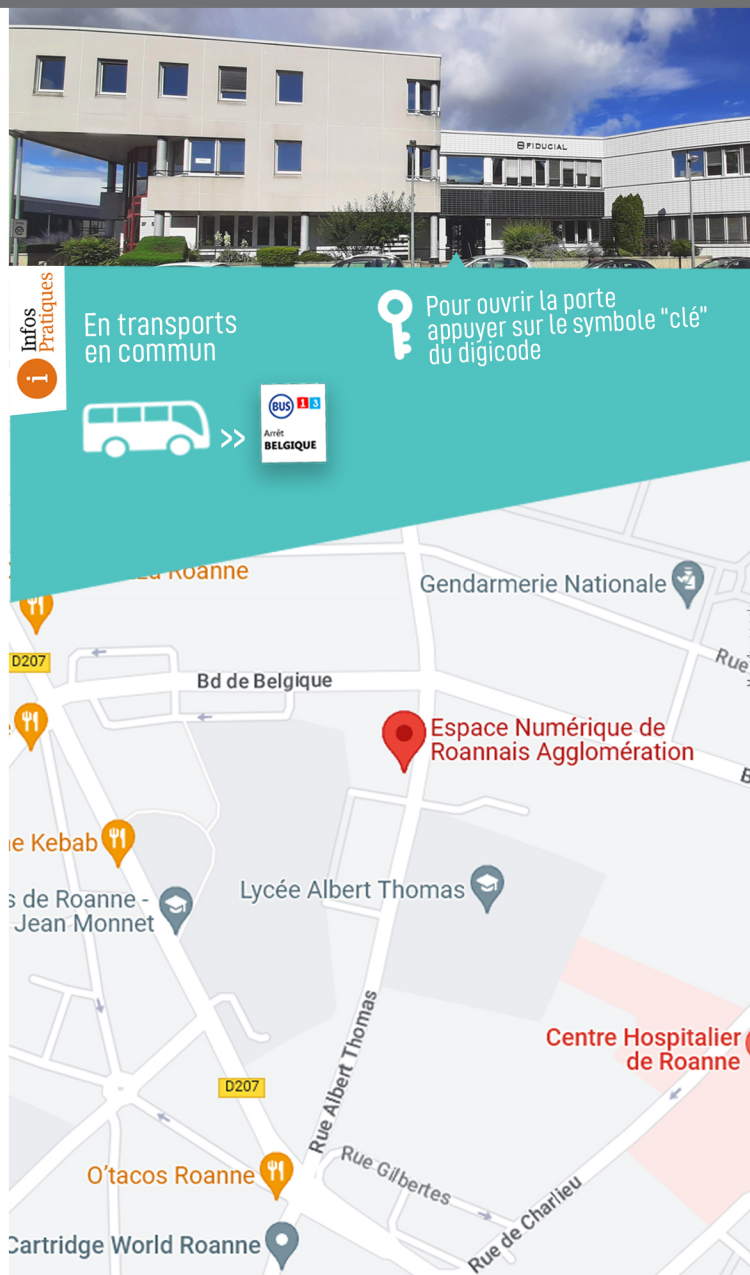 FIDUCIAL
Infos
Pratiques
i
En transports
en commun
Pour ouvrir la porte
appuyer sur le symbole "clé"
du digicode
>>
BUS 1 3
Arrêt
BELGIQUE
Roanne
Gendarmerie Nationale
D207
Rue
Bd de Belgique
Espace Numérique de
Roannais Agglomération
B
e Kebab
Lycée Albert Thomas
s de Roanne -
Jean Monnet
Centre Hospitalier
de Roanne
Rue Albert Thomas
D207
O'tacos Roanne
Rue Gilbertes
Rue de Charlieu
Cartridge World Roanne